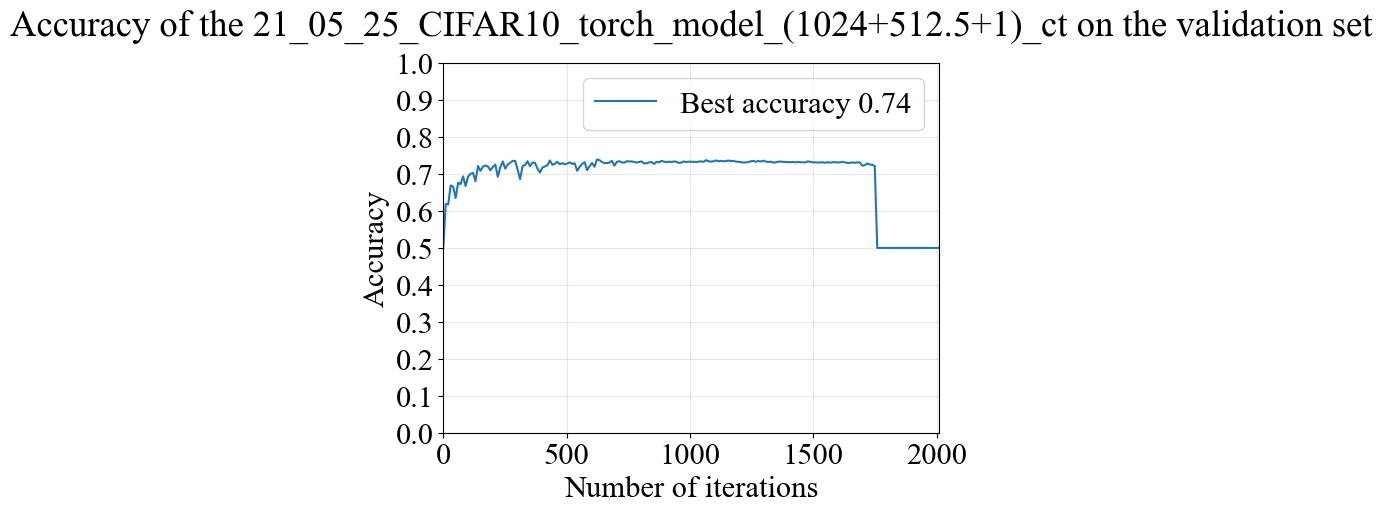 Accuracy of the 21_05_25_CIFAR10_torch_model_(1024+512.5+1)_ct on the validation set
Best accuracy 0.74
Accuracy
1.0
0.9
0.8
0.7
0.6
0.5
0.4
0.3
0.2
0.1
0.0
0 500 1000 1500 2000
Number of iterations